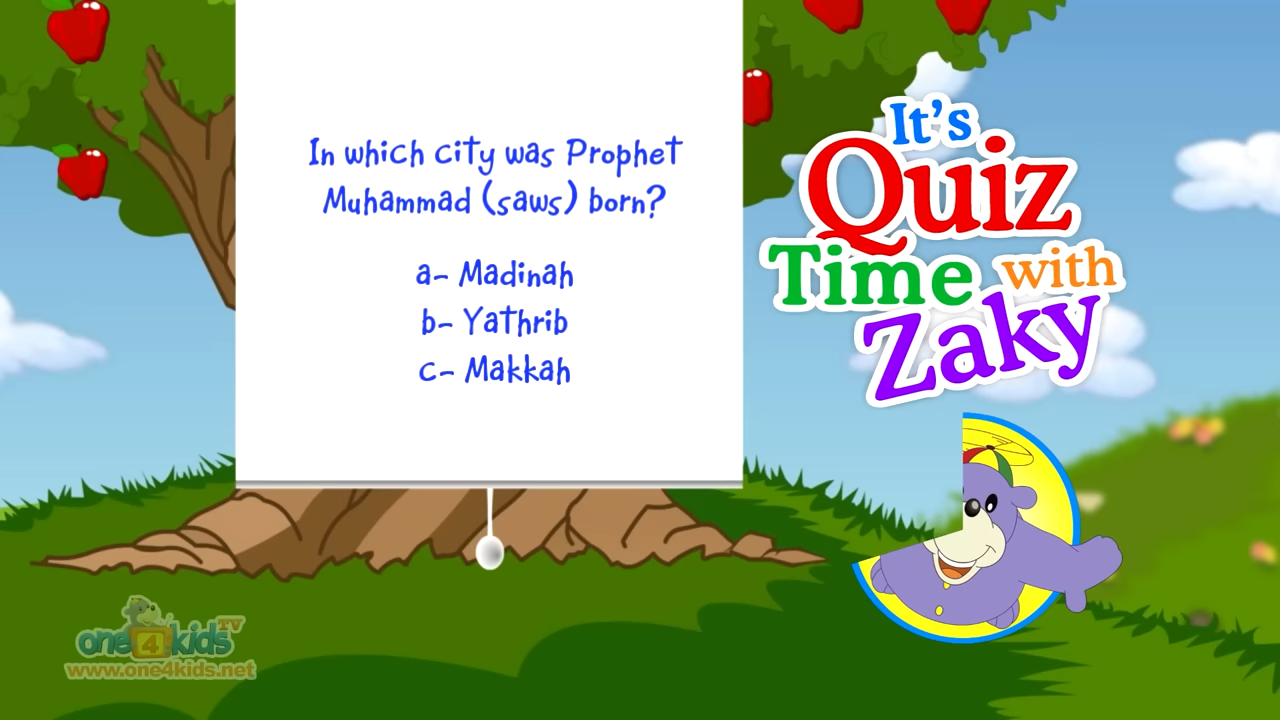 In which city was Prophet
Muhammad (saws) born?
a- Madinah
b- Yathrib
c- Makkah
It's
Quiz
Time with
Zaky
one4kids TV
www.one4kids.net